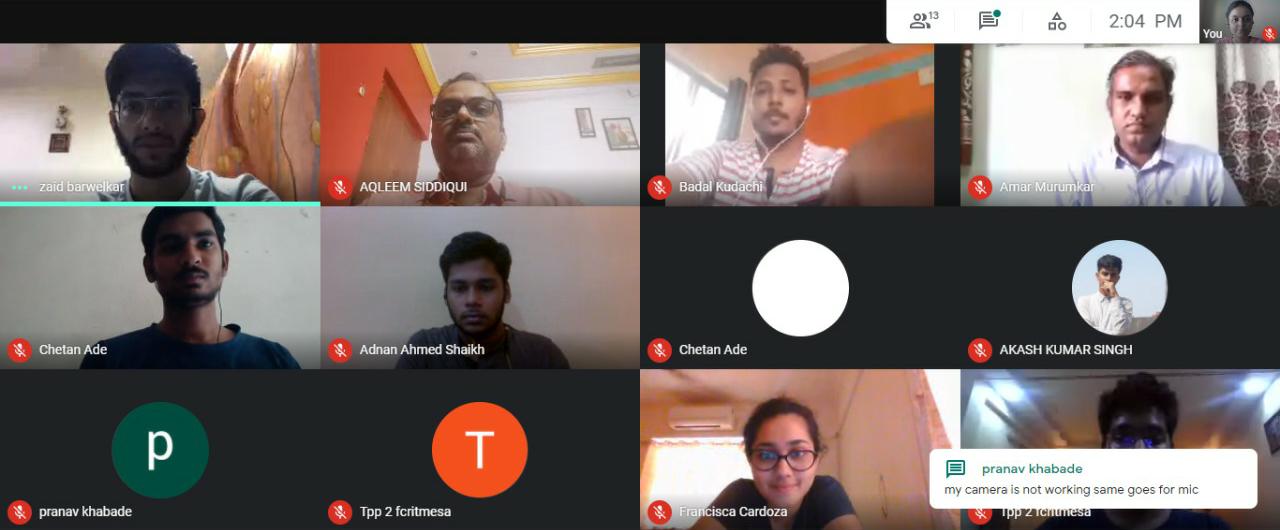 13
2:04 PM
You
zaid barwelkar
AQLEEM SIDDIQUI
Badal Kudachi
Amar Murumkar
Chetan Ade
Adnan Ahmed Shaikh
Chetan Ade
AKASH KUMAR SINGH
p
T
pranav khabade
my camera is not working same goes for mic
pranav khabade
Tpp 2 fcritmesa
Francisca Cardoza
Tpp 2 fcritmesa